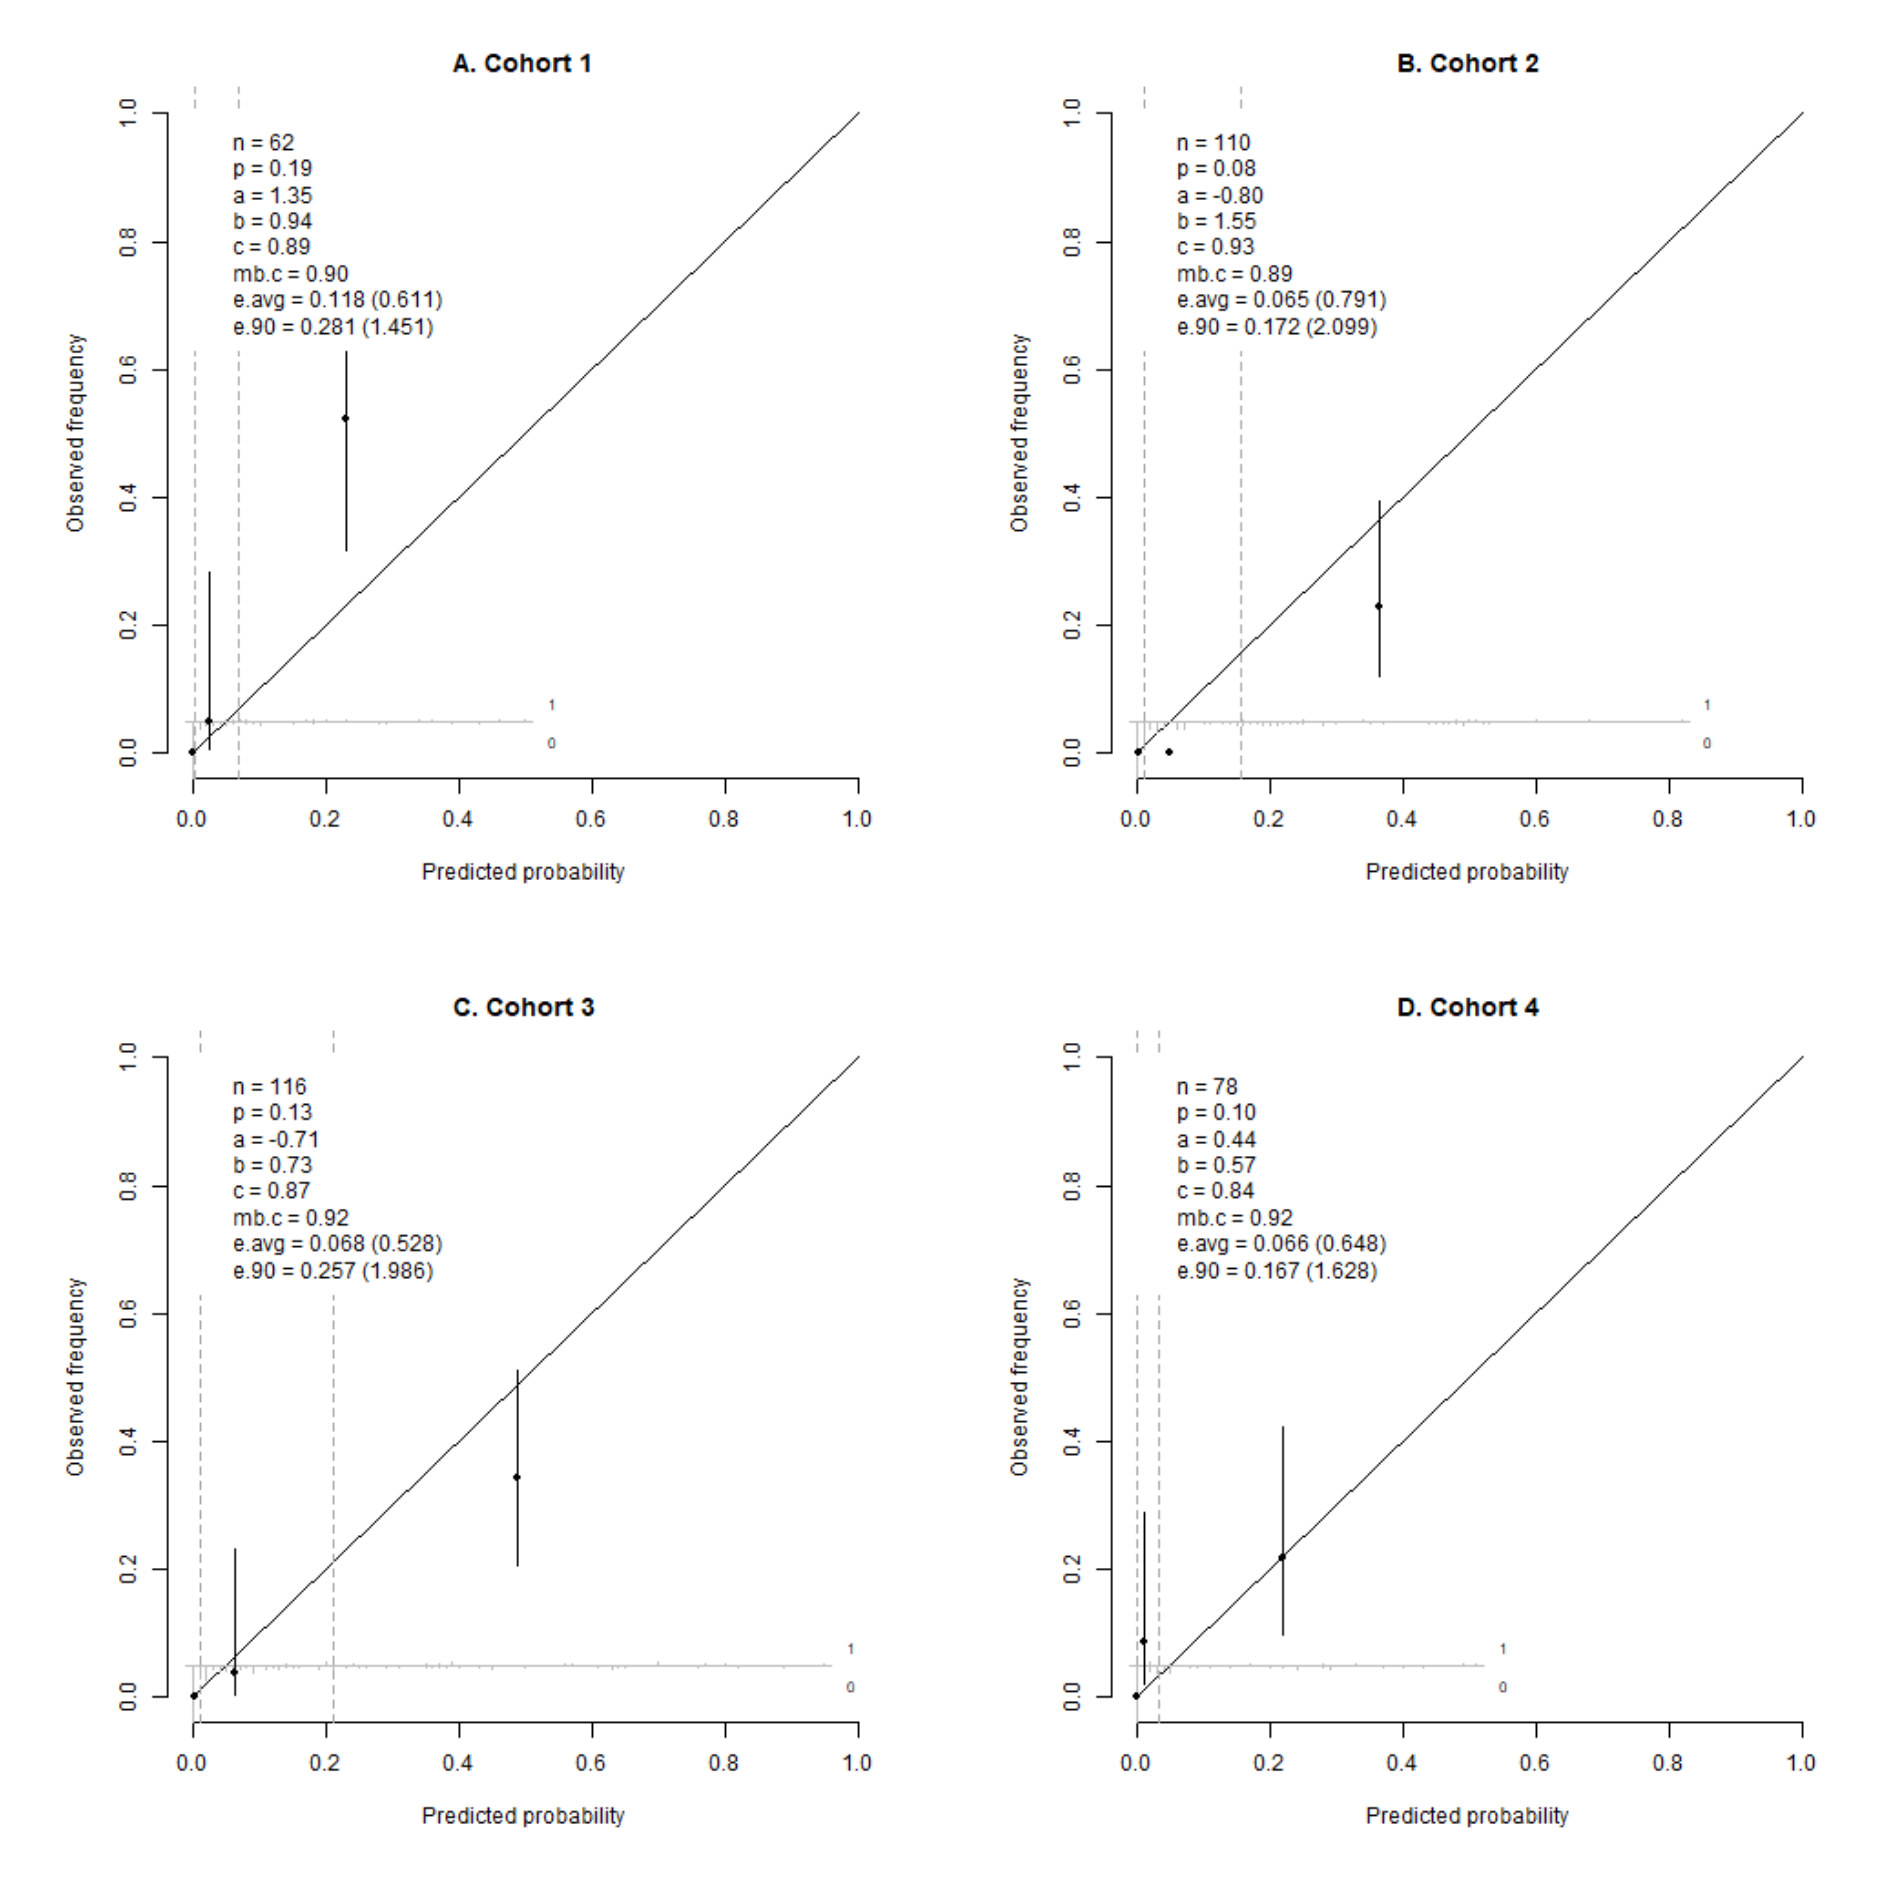 A. Cohort 1
n = 62
p = 0.19
a = 1.35
b = 0.94
c = 0.89
mb.c = 0.90
e.avg = 0.118 (0.611)
e.90 = 0.281 (1.451)
Observed frequency
0.0
0.2
0.4
0.6
0.8
1.0
1
0
0.0 0.2 0.4 0.6 0.8 1.0
Predicted probability
B. Cohort 2
n = 110
p = 0.08
a = -0.80
b = 1.55
c = 0.93
mb.c = 0.89
e.avg = 0.065 (0.791)
e.90 = 0.172 (2.099)
Observed frequency
0.0
0.2
0.4
0.6
0.8
1.0
1
0
0.0 0.2 0.4 0.6 0.8 1.0
Predicted probability
C. Cohort 3
n = 116
p = 0.13
a = -0.71
b = 0.73
c = 0.87
mb.c = 0.92
e.avg = 0.068 (0.528)
e.90 = 0.257 (1.986)
Observed frequency
0.0
0.2
0.4
0.6
0.8
1.0
1
0
0.0 0.2 0.4 0.6 0.8 1.0
Predicted probability
D. Cohort 4
n = 78
p = 0.10
a = 0.44
b = 0.57
c = 0.84
mb.c = 0.92
e.avg = 0.066 (0.648)
e.90 = 0.167 (1.628)
Observed frequency
0.0
0.2
0.4
0.6
0.8
1.0
1
0
0.0 0.2 0.4 0.6 0.8 1.0
Predicted probability